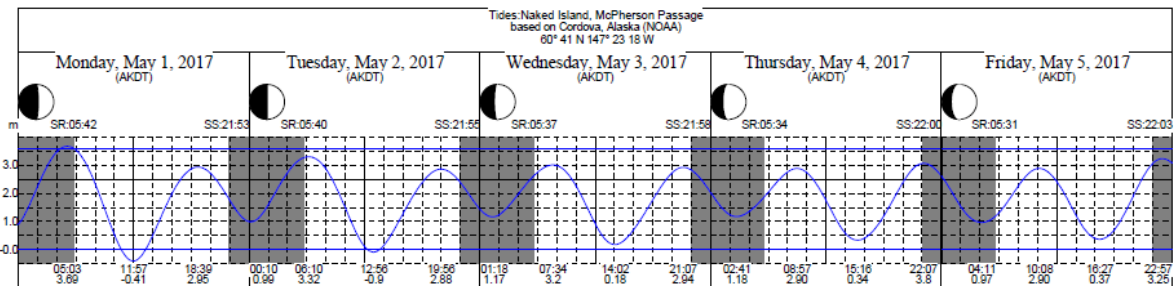 Tides:Naked Island, McPherson Passage
based on Cordova, Alaska (NOAA)
60° 41 N 147° 23 18 W
Monday, May 1, 2017 Tuesday, May 2, 2017 Wednesday, May 3, 2017 Thursday, May 4, 2017 Friday, May 5, 2017
(AKDT) (AKDT) (AKDT) (AKDT) (AKDT)
m SR:05:42 SS:21:53 SR:05:40 SS:21:55 SR:05:37 SS:21:58 SR:05:34 SS:22:00 SR:05:31 SS:22:03
3.0
2.0
1.0
-0.0
05:03 11:57 18:39 00:10 06:10 12:56 19:56 01:18 07:34 14:02 21:07 02:41 08:57 15:16 22:07 04:11 10:08 16:27 22:57
3.69 -0.41 2.95 0.99 3.32 -0.9 2.88 1.17 3.2 0.18 2.94 1.18 2.90 0.34 3.8 0.97 2.90 0.37 3.25